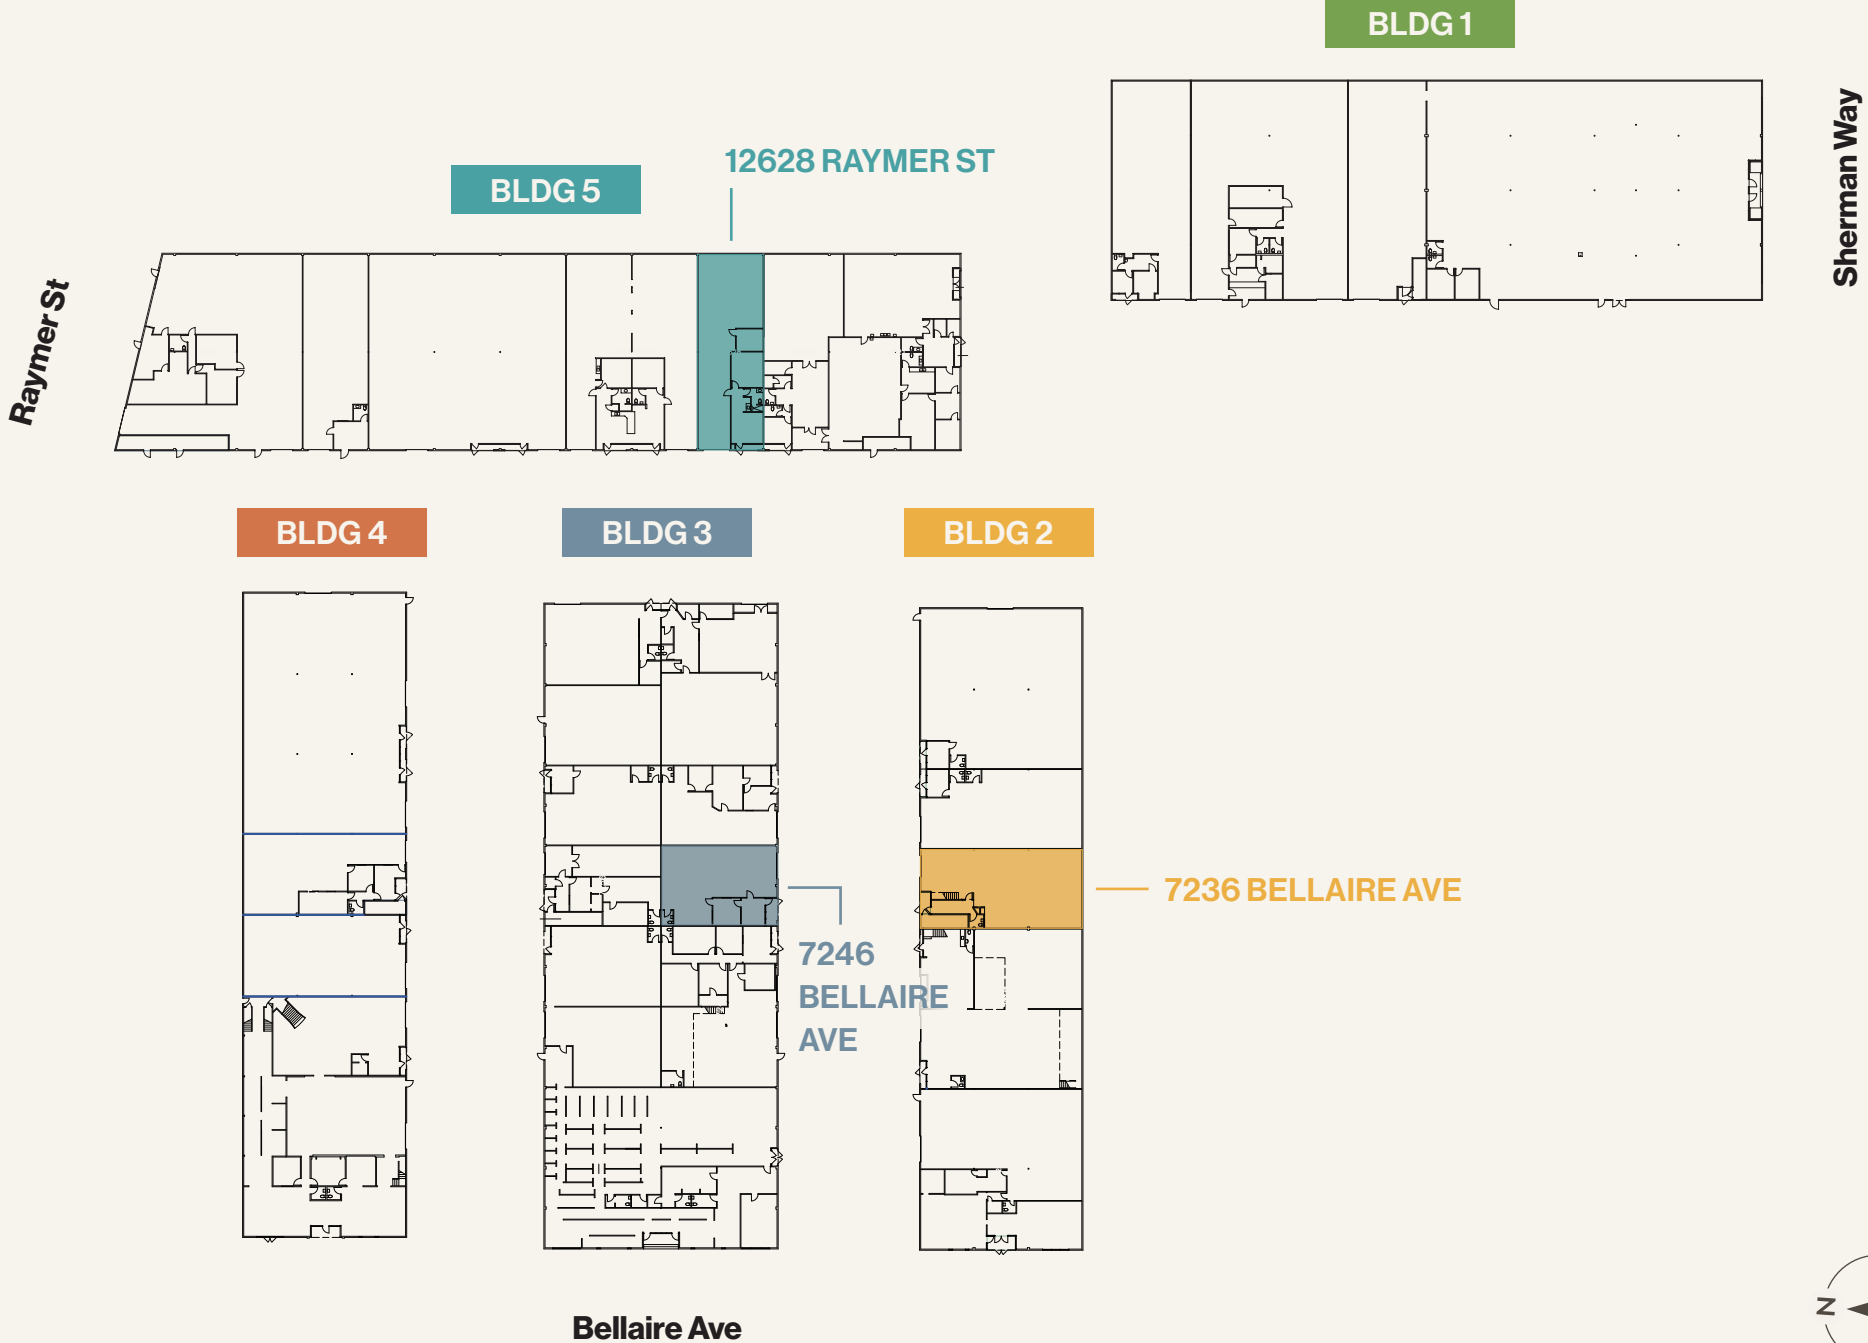 BLDG 1
Sherman Way
12628 RAYMER ST
BLDG 5
Raymer St
BLDG 4
BLDG 3
BLDG 2
7236 BELLAIRE AVE
7246
BELLAIRE
AVE
N
Bellaire Ave